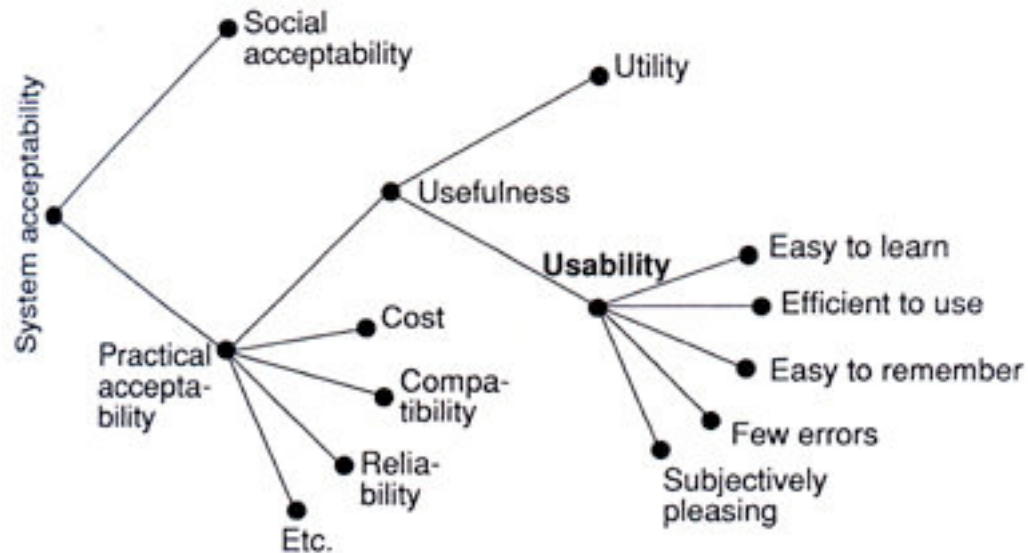 System acceptability
Social
acceptability
Utility
Usefulness
Usability
Easy to learn
Efficient to use
Easy to remember
Few errors
Subjectively
pleasing
Practical
accepta-
bility
Cost
Compa-
tibility
Relia-
bility
Etc.